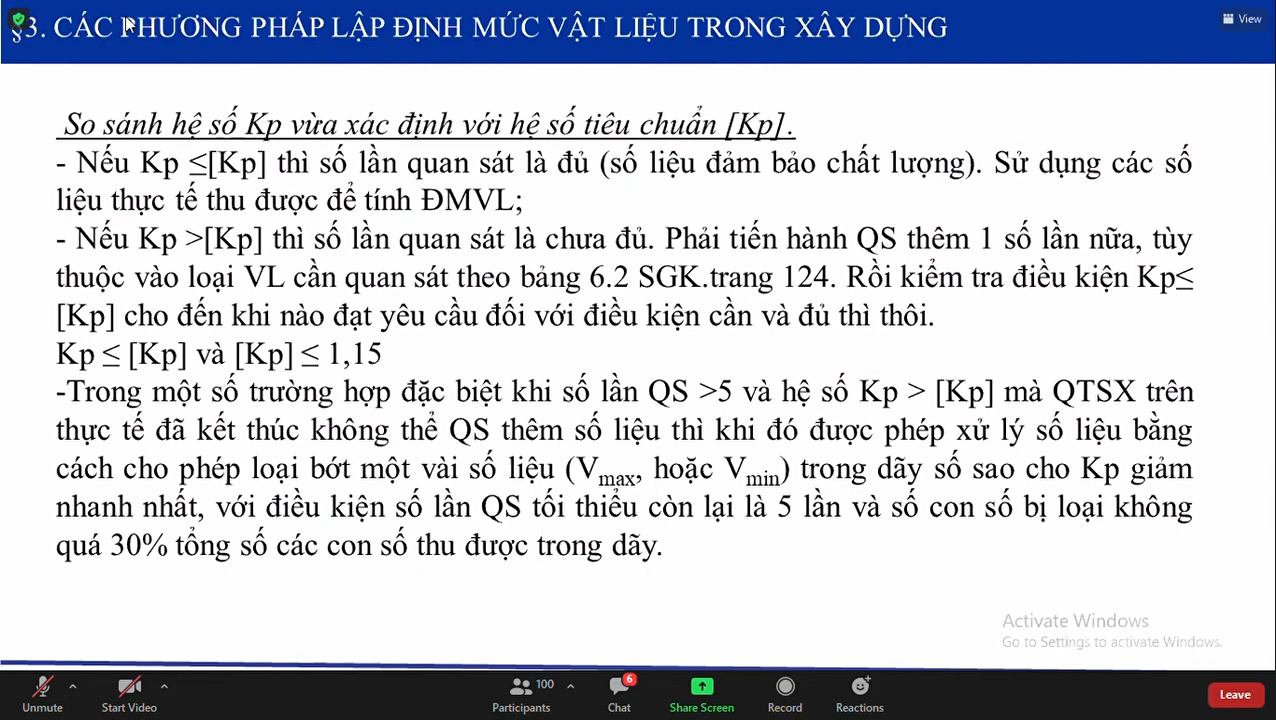 §3. CÁC PHƯƠNG PHÁP LẬP ĐỊNH MỨC VẬT LIỆU TRONG XÂY DỰNG
View
So sánh hệ số Kp vừa xác định với hệ số tiêu chuẩn [Kp].
- Nếu Kp ≤[Kp] thì số lần quan sát là đủ (số liệu đảm bảo chất lượng). Sử dụng các số
liệu thực tế thu được để tính ĐMVL;
- Nếu Kp >[Kp] thì số lần quan sát là chưa đủ. Phải tiến hành QS thêm 1 số lần nữa, tùy
thuộc vào loại VL cần quan sát theo bảng 6.2 SGK.trang 124. Rồi kiểm tra điều kiện Kp≤
[Kp] cho đến khi nào đạt yêu cầu đối với điều kiện cần và đủ thì thôi.
Kp ≤ [Kp] và [Kp] ≤ 1,15
-Trong một số trường hợp đặc biệt khi số lần QS >5 và hệ số Kp > [Kp] mà QTSX trên
thực tế đã kết thúc không thể QS thêm số liệu thì khi đó được phép xử lý số liệu bằng
cách cho phép loại bớt một vài số liệu (Vmax, hoặc Vmin) trong dãy số sao cho Kp giảm
nhanh nhất, với điều kiện số lần QS tối thiểu còn lại là 5 lần và số con số bị loại không
quá 30% tổng số các con số thu được trong dãy.
Activate Windows
Go to Settings to activate Windows.
100
6
Unmute
Start Video
Participants
Chat
Share Screen
Record
Reactions
Leave